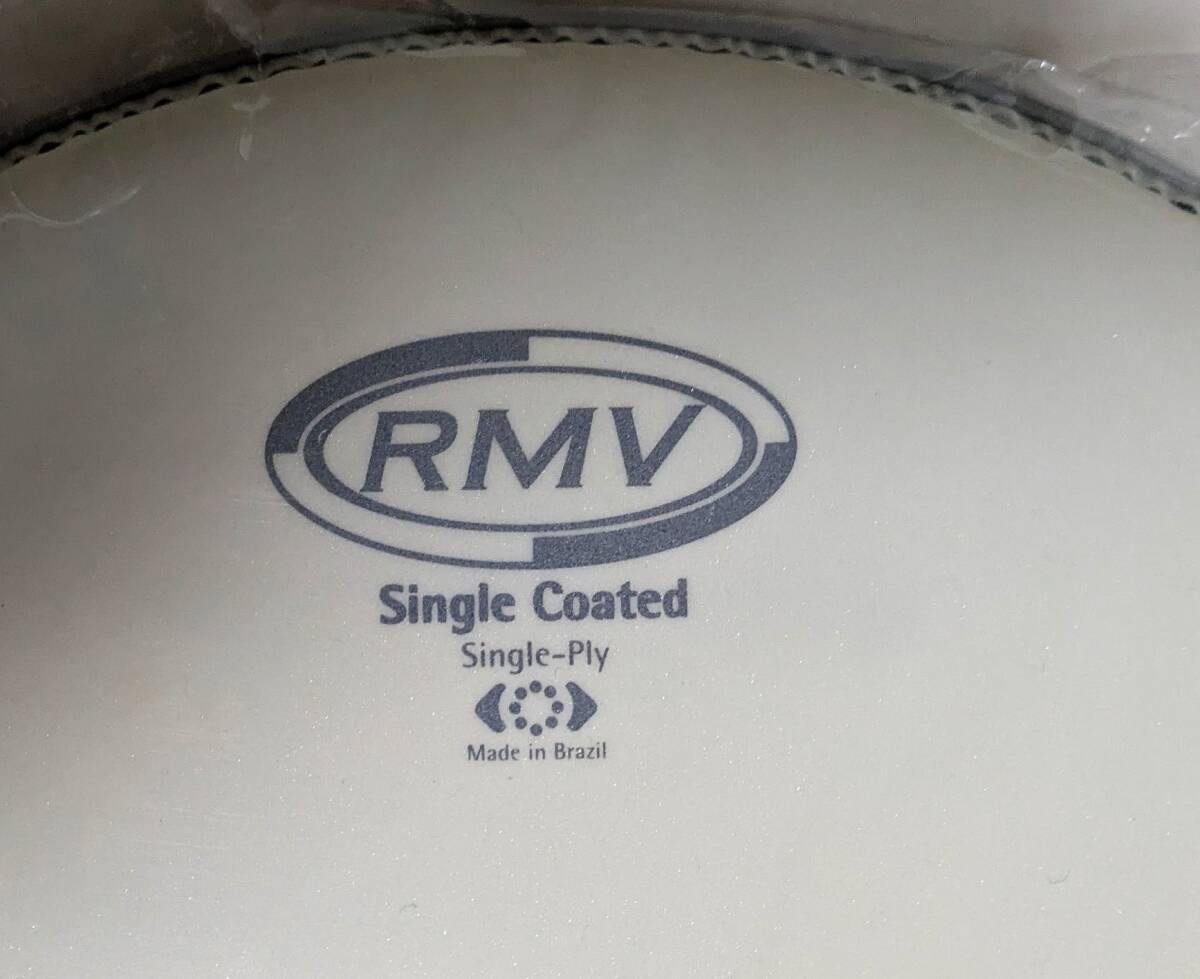 RMV
Single Coated
Single-Ply
Made in Brazil